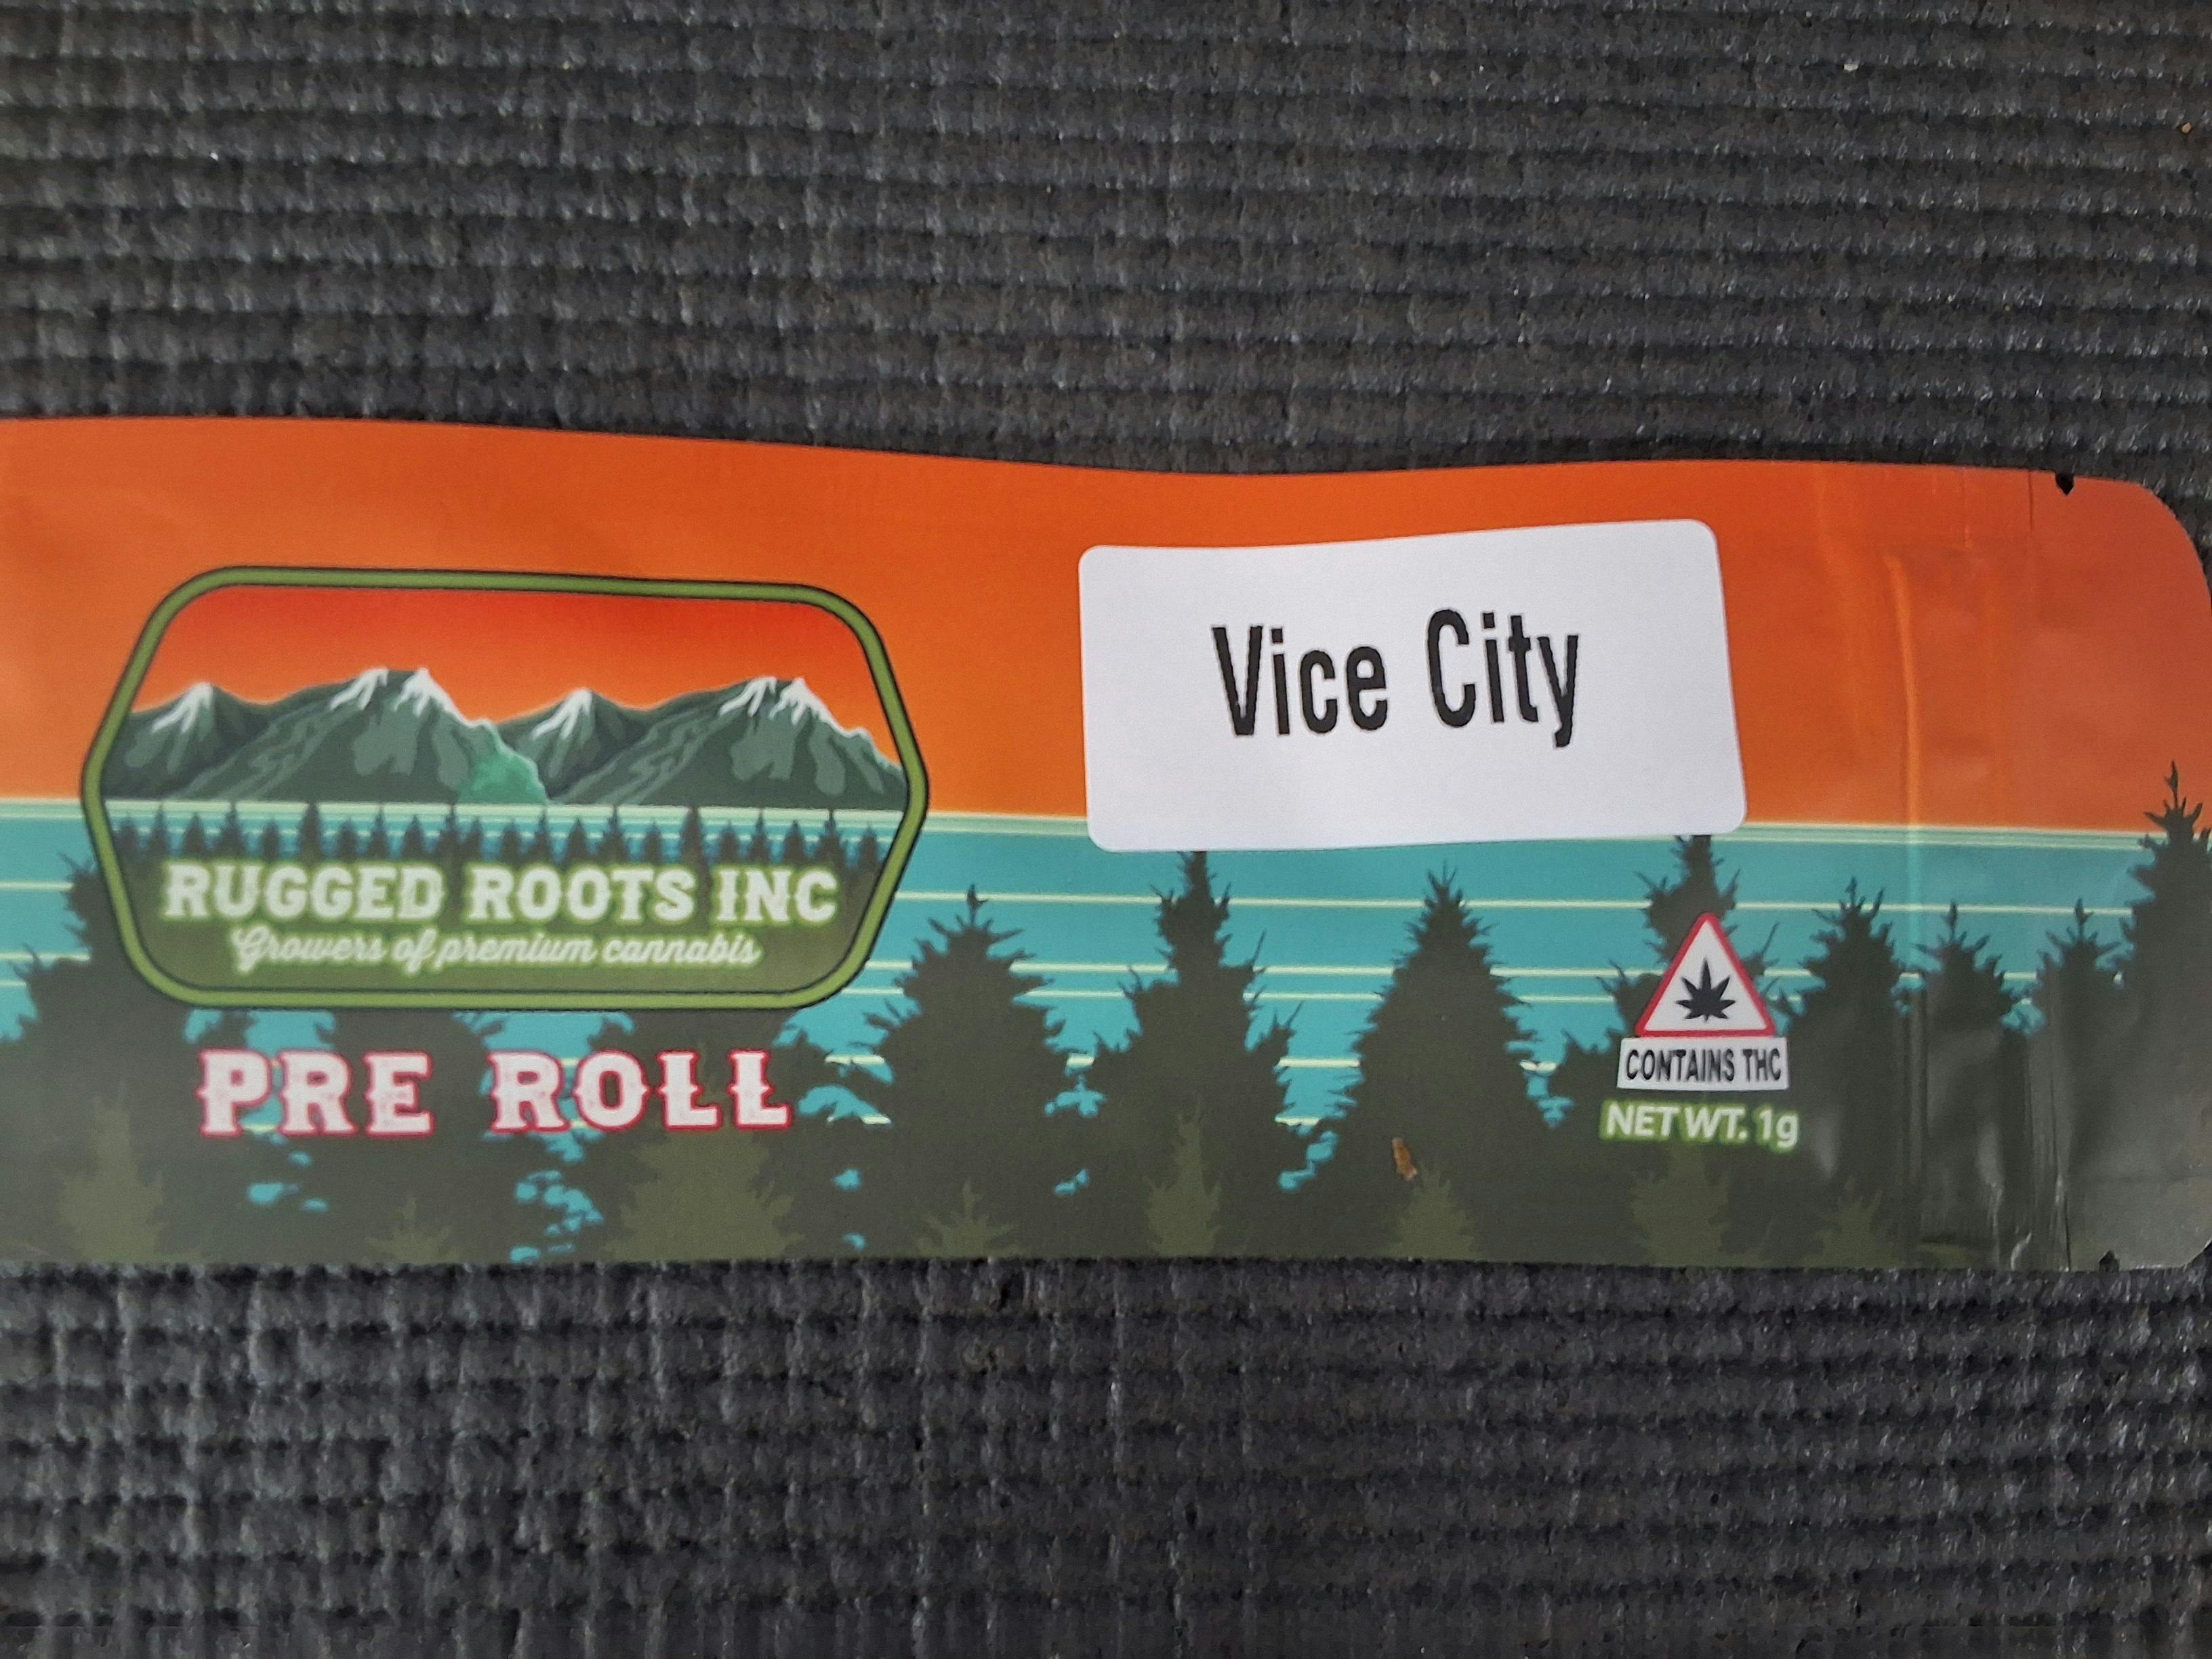 Vice City
RUGGED ROOTS INC
Growers of premium cannabis
PRE ROLL
CONTAINS THC
NET WT. 1g